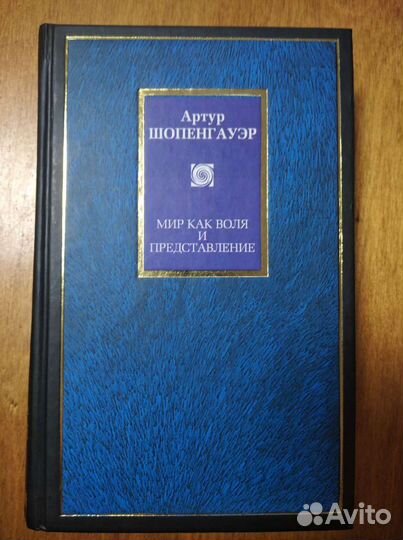 Артур
ШОПЕНГАУЭР
МИР КАК ВОЛЯ
И
ПРЕДСТАВЛЕНИЕ
Avito